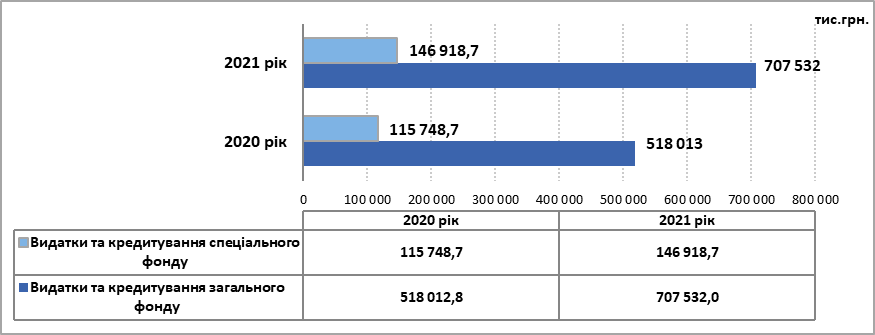 тис.грн.
2021 рік
146 918,7
707 532
2020 рік
115 748,7
518 013
0 100 000 200 000 300 000 400 000 500 000 600 000 700 000 800 000
2020 рік 2021 рік
Видатки та кредитування спеціального
фонду
115 748,7 146 918,7
Видатки та кредитування загального
фонду
518 012,8 707 532,0